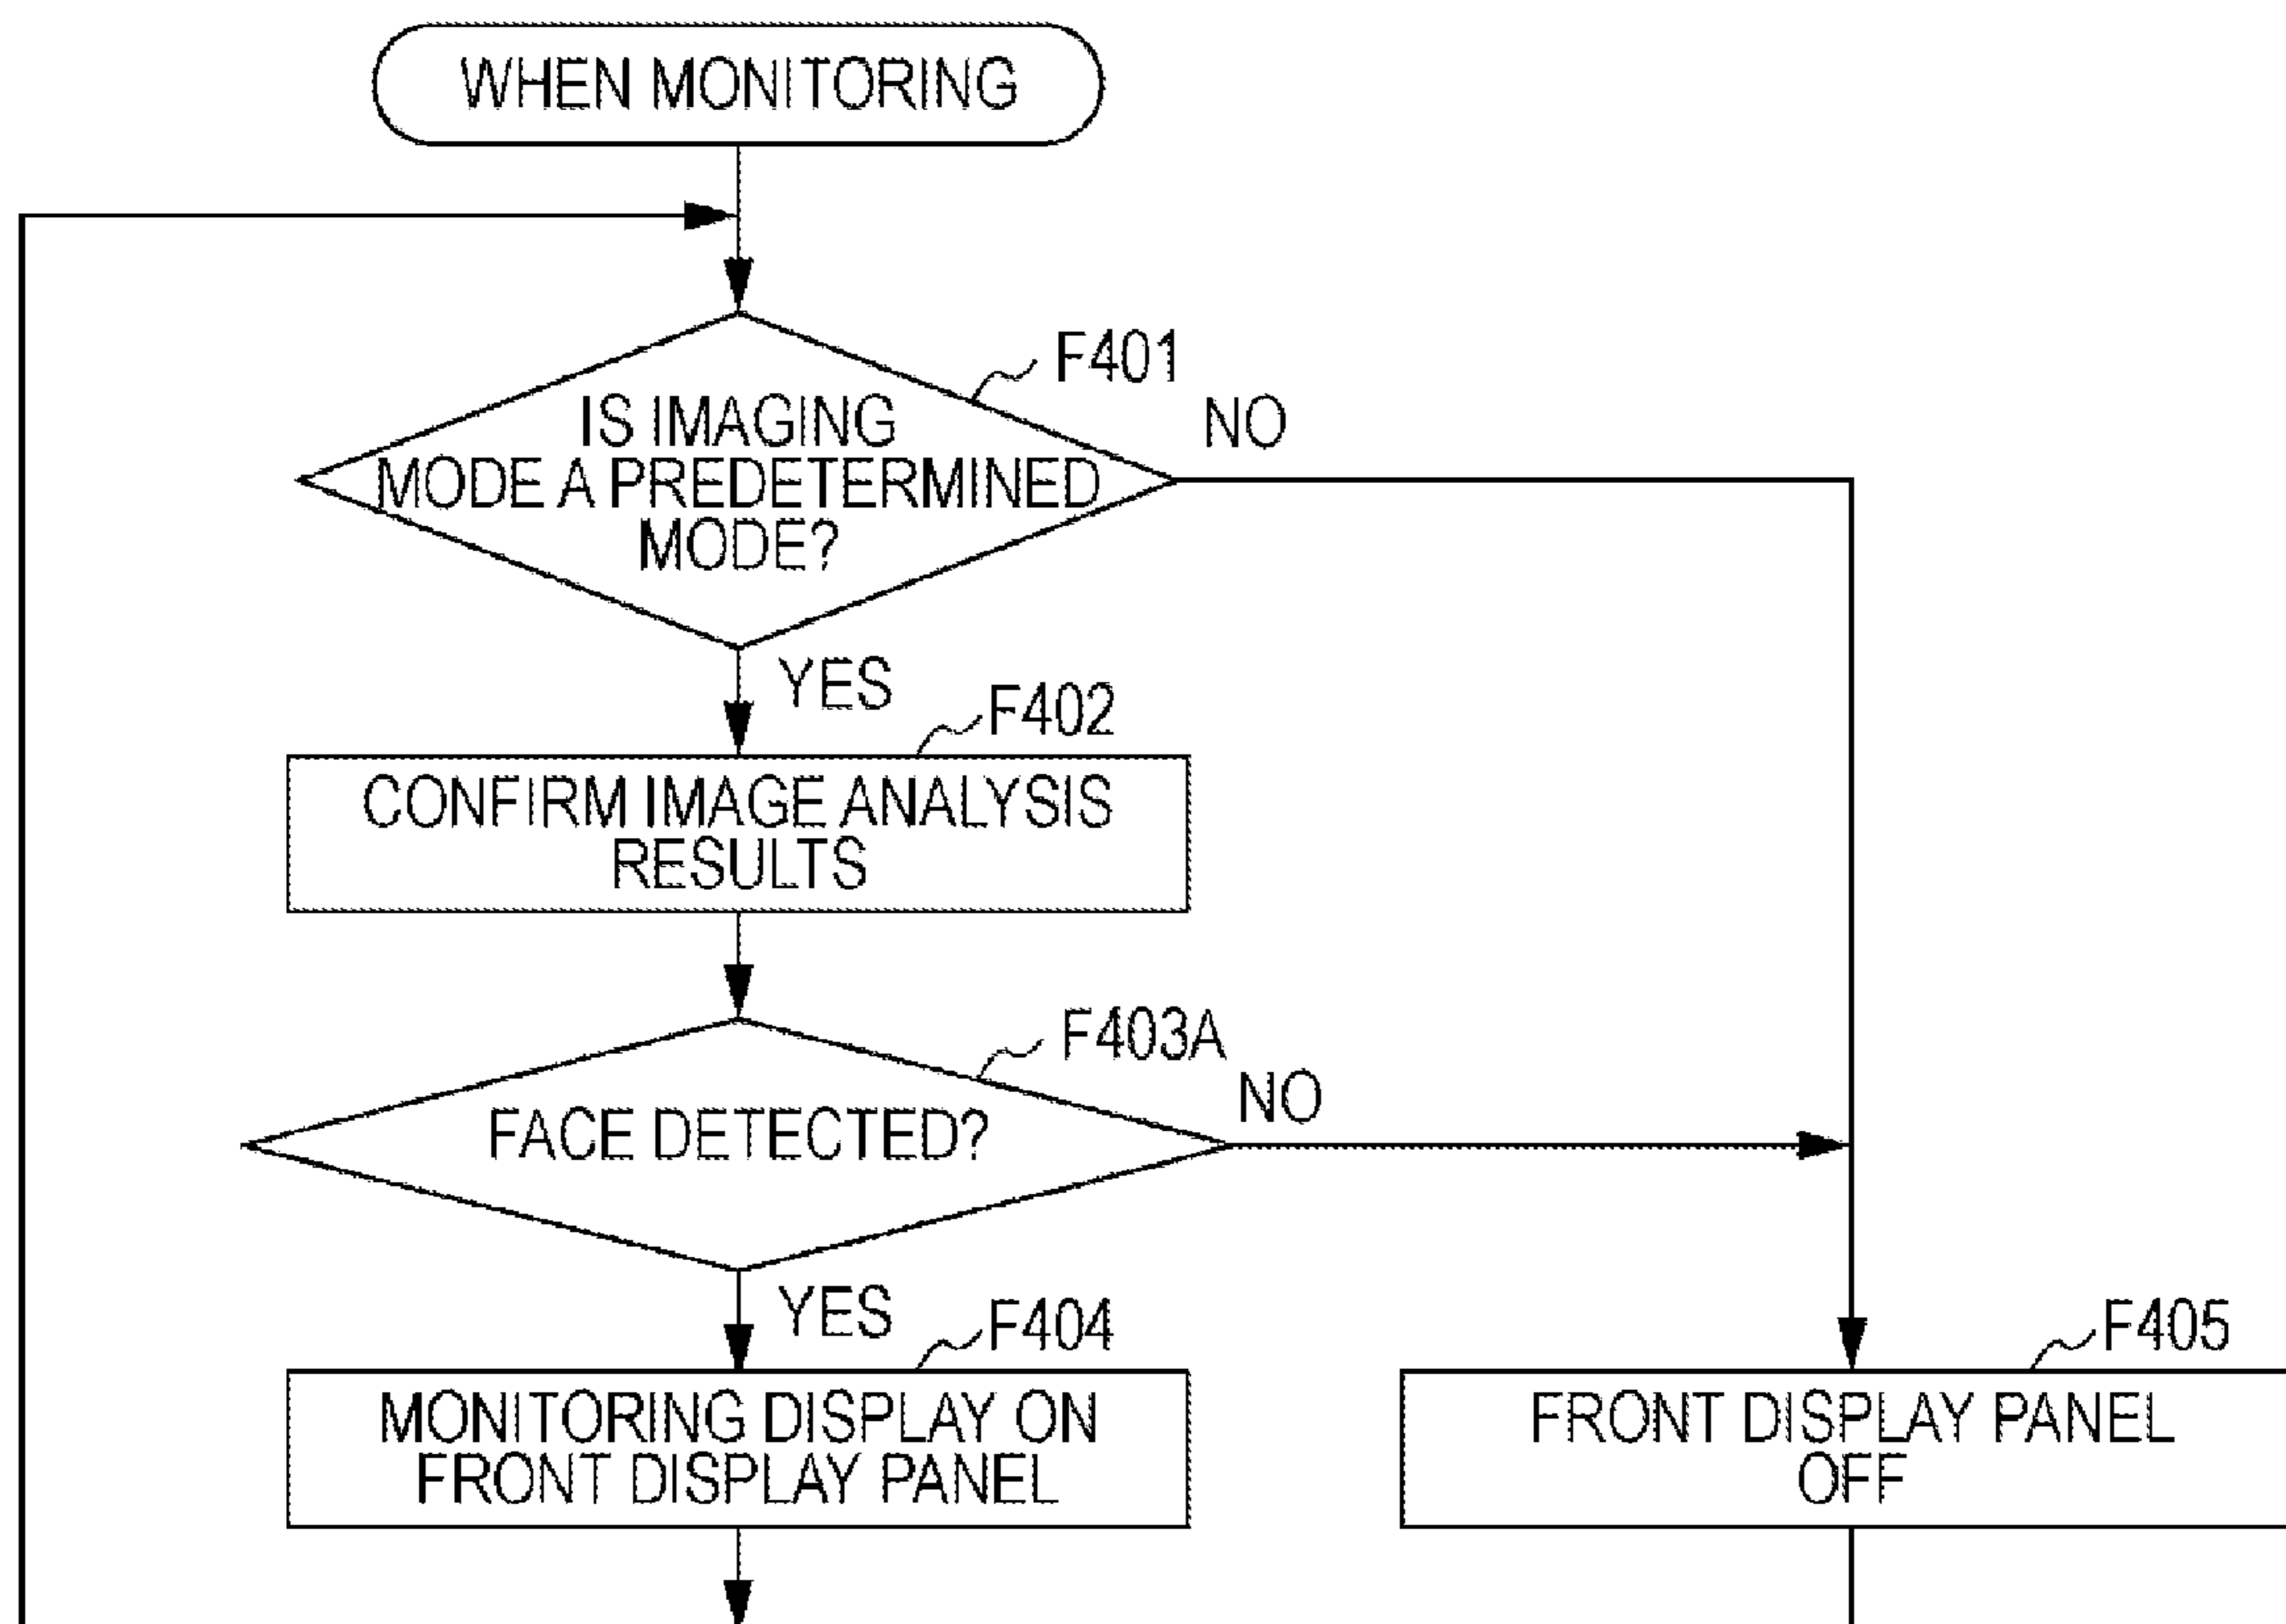 WHEN MONITORING
F401
IS IMAGING
MODE A PREDETERMINED
MODE?
NO
YES
F402
CONFIRM IMAGE ANALYSIS
RESULTS
F403A
FACE DETECTED?
NO
YES
F404
MONITORING DISPLAY ON
FRONT DISPLAY PANEL
F405
FRONT DISPLAY PANEL
OFF